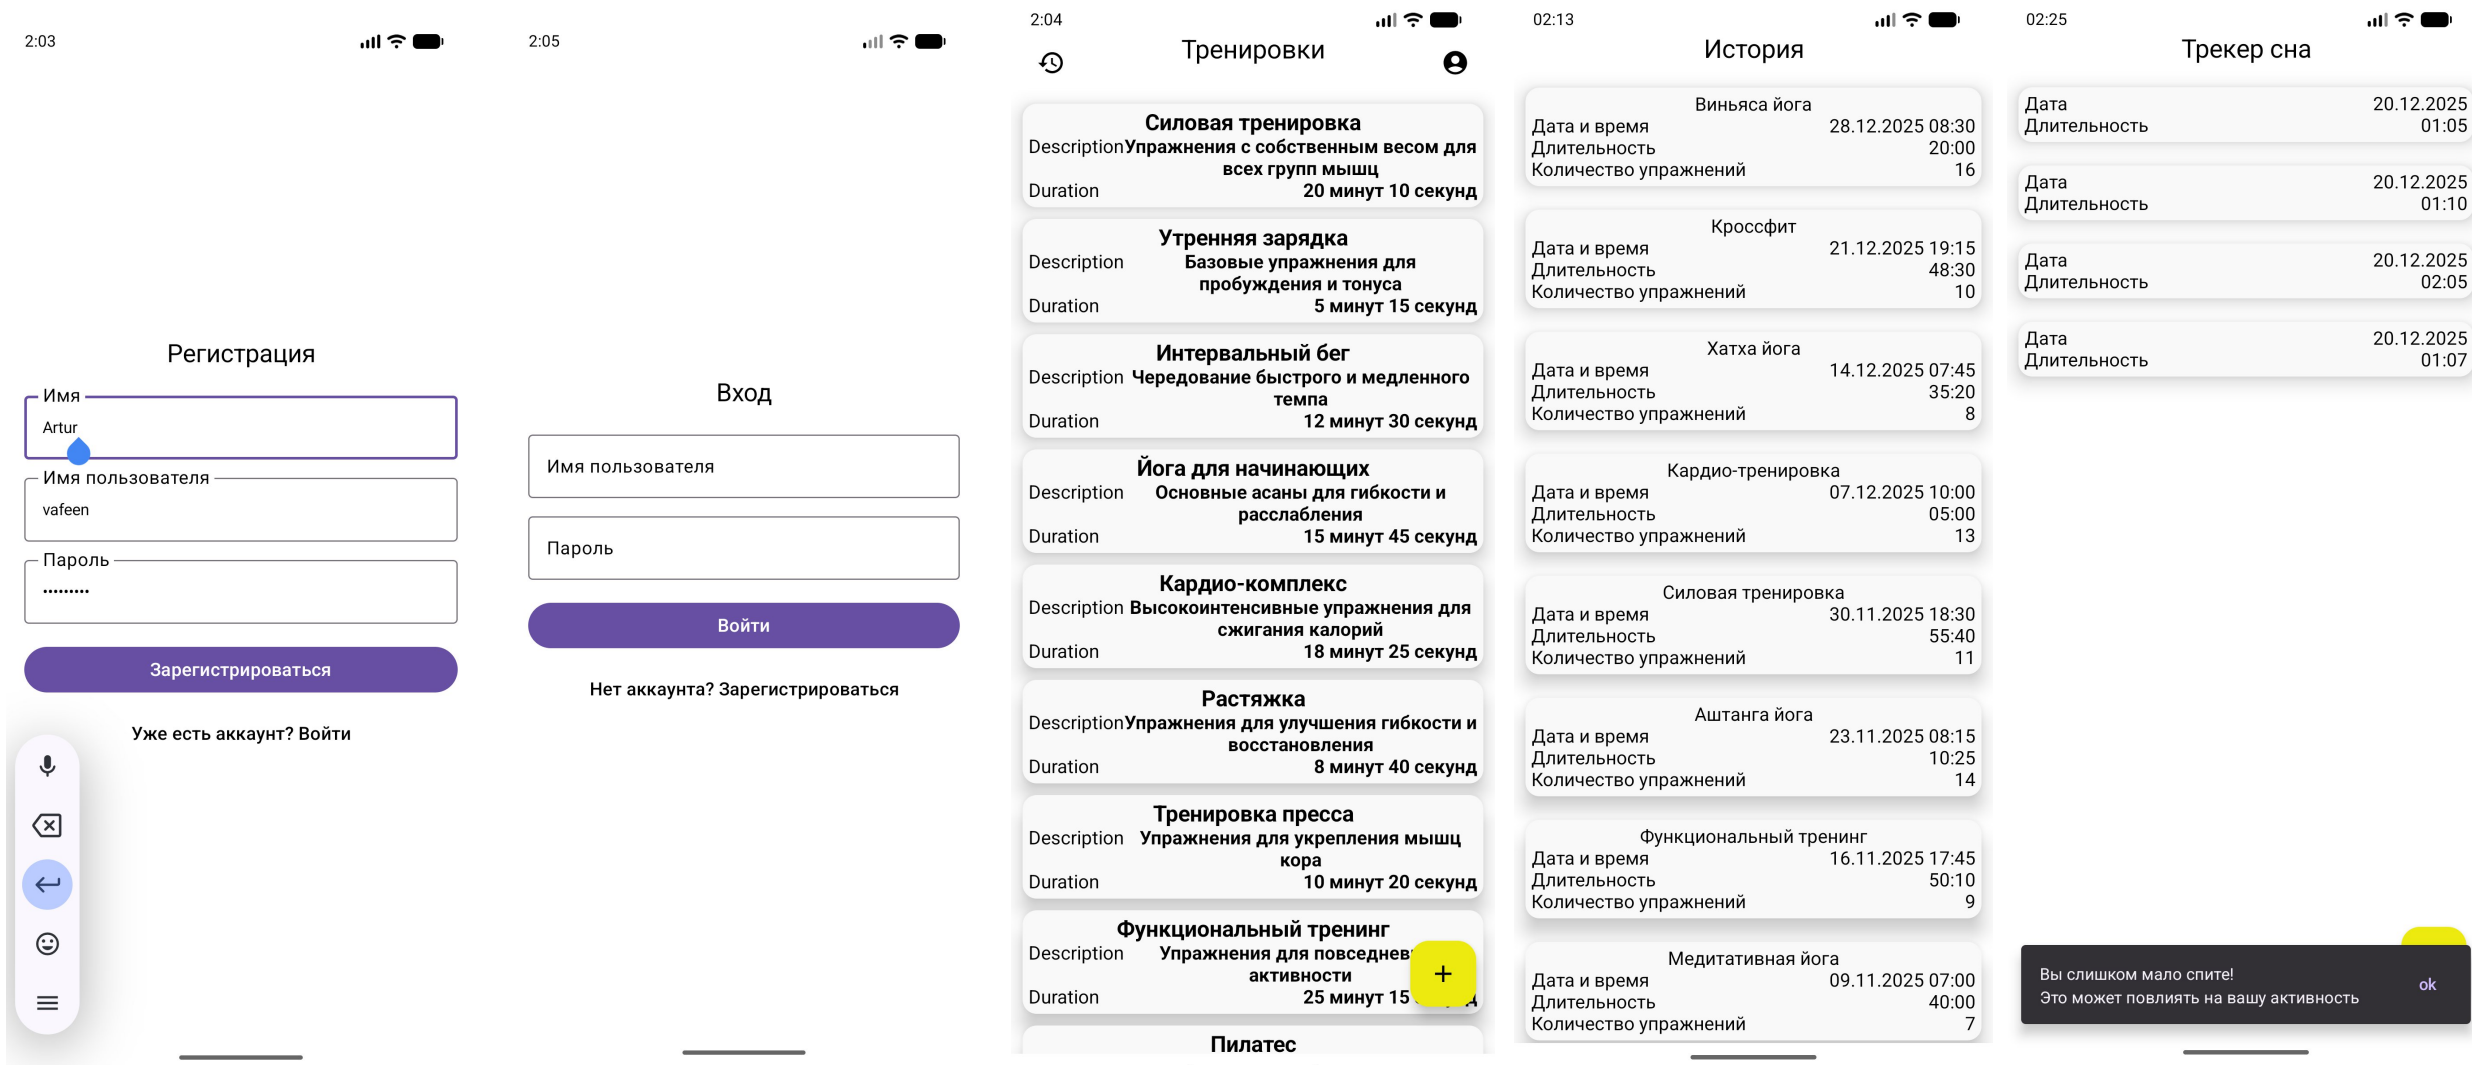 2:03
Регистрация
Имя
Artur
Имя пользователя
vafeen
Пароль
•••••••••
Зарегистрироваться
Уже есть аккаунт? Войти
2:05
Вход
Имя пользователя
Пароль
Войти
Нет аккаунта? Зарегистрироваться
2:04
Тренировки
Силовая тренировка
Description Упражнения с собственным весом для
всех групп мышц
Duration 20 минут 10 секунд
Утренняя зарядка
Description Базовые упражнения для
пробуждения и тонуса
Duration 5 минут 15 секунд
Интервальный бег
Description Чередование быстрого и медленного
темпа
Duration 12 минут 30 секунд
Йога для начинающих
Description Основные асаны для гибкости и
расслабления
Duration 15 минут 45 секунд
Кардио-комплекс
Description Высокоинтенсивные упражнения для
сжигания калорий
Duration 18 минут 25 секунд
Растяжка
Description Упражнения для улучшения гибкости и
восстановления
Duration 8 минут 40 секунд
Тренировка пресса
Description Упражнения для укрепления мышц
кора
Duration 10 минут 20 секунд
Функциональный тренинг
Description Упражнения для повседнев
активности
Duration 25 минут 15
+
Пилатес
02:13
История
Виньяса йога
Дата и время 28.12.2025 08:30
Длительность 20:00
Количество упражнений 16
Кроссфит
Дата и время 21.12.2025 19:15
Длительность 48:30
Количество упражнений 10
Хатха йога
Дата и время 14.12.2025 07:45
Длительность 35:20
Количество упражнений 8
Кардио-тренировка
Дата и время 07.12.2025 10:00
Длительность 05:00
Количество упражнений 13
Силовая тренировка
Дата и время 30.11.2025 18:30
Длительность 55:40
Количество упражнений 11
Аштанга йога
Дата и время 23.11.2025 08:15
Длительность 10:25
Количество упражнений 14
Функциональный тренинг
Дата и время 16.11.2025 17:45
Длительность 50:10
Количество упражнений 9
Медитативная йога
Дата и время 09.11.2025 07:00
Длительность 40:00
Количество упражнений 7
02:25
Трекер сна
Дата 20.12.2025
Длительность 01:05
Дата 20.12.2025
Длительность 01:10
Дата 20.12.2025
Длительность 02:05
Дата 20.12.2025
Длительность 01:07
Вы слишком мало спите!
Это может повлиять на вашу активность
ok